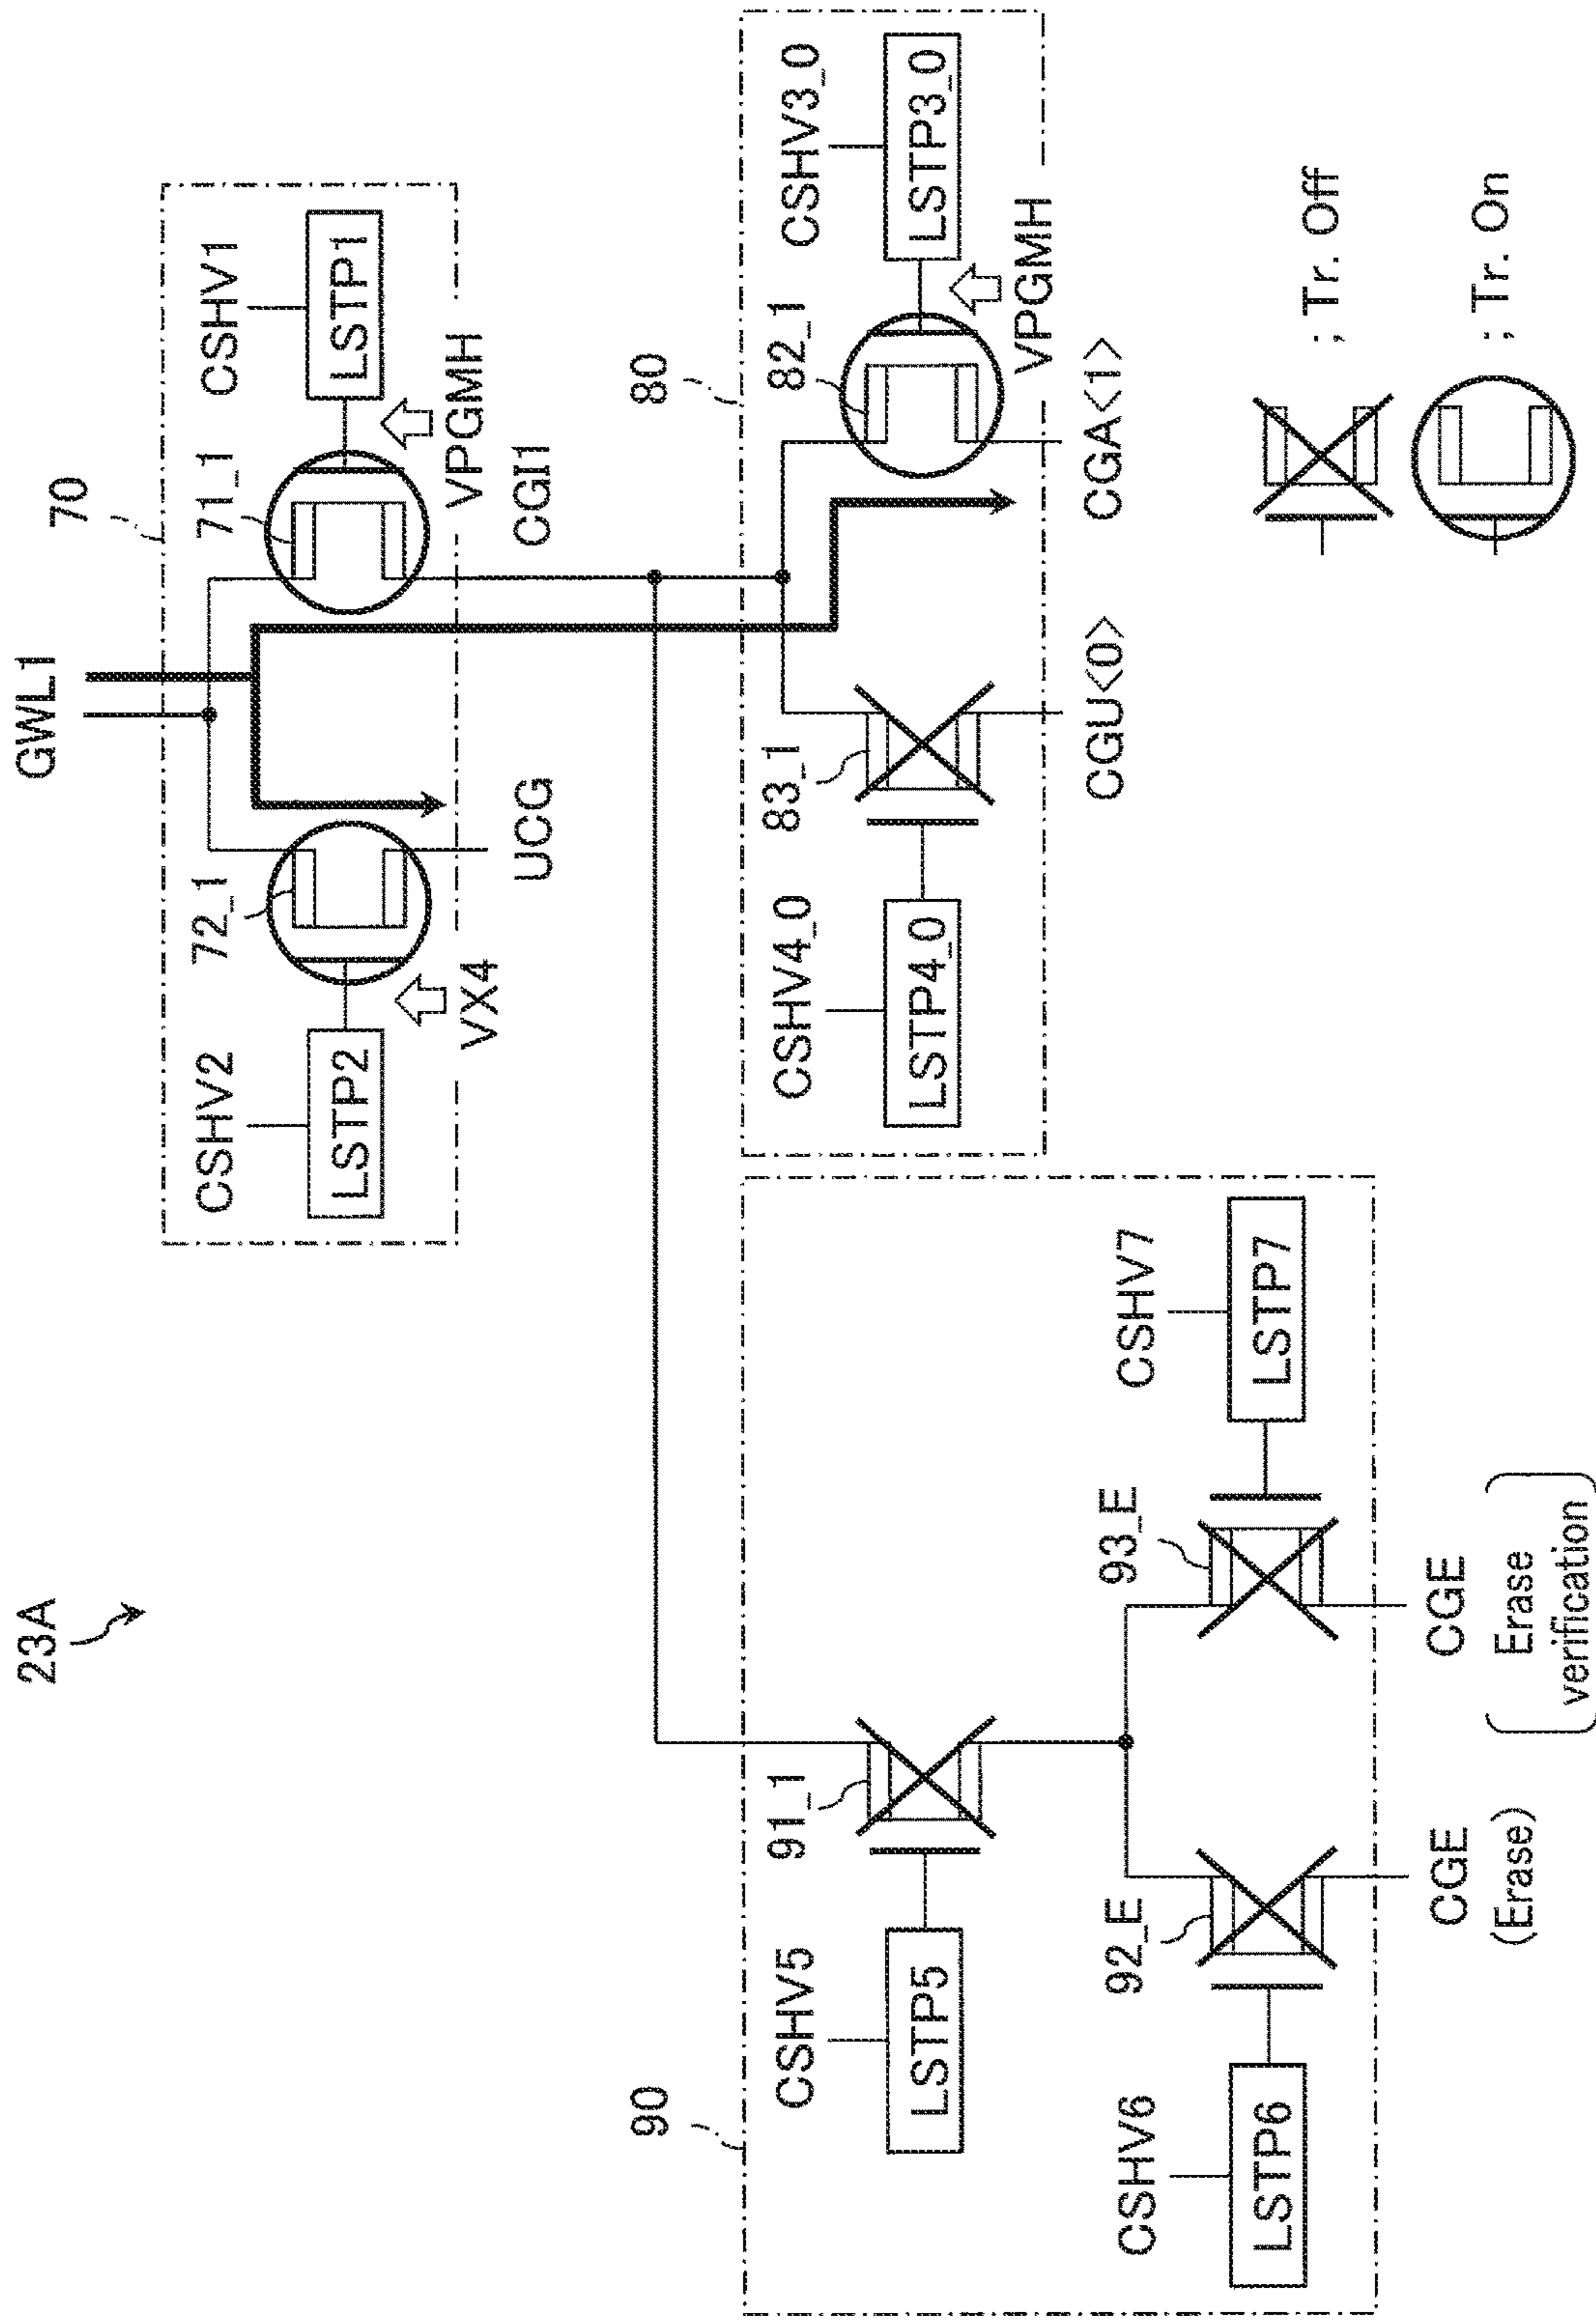 23A
GWL1
70
CSHV2
LSTP2
72_1
VX4
UCG
71_1
CSHV1
LSTP1
VPGMH
CGI1
80
90
CSHV5
LSTP5
91_1
CSHV6
LSTP6
92_E
93_E
CSHV7
LSTP7
CGE
(Erase)
CGE
(Erase
verification)
CSHV4_0
LSTP4_0
83_1
82_1
CSHV3_0
LSTP3_0
VPGMH
CGU<0>
CGA<1>
; Tr. Off
; Tr. On